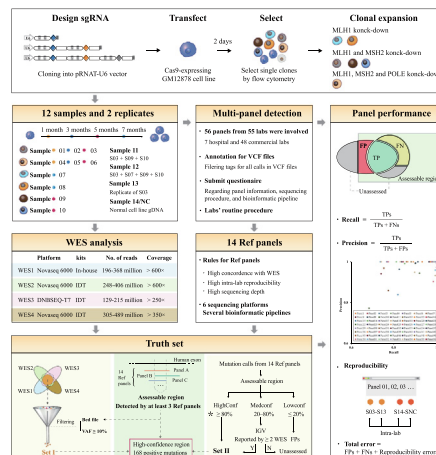 Design sgRNA
Transfect
Select
Clonal expansion
Cloning into pRNAT-U6 vector
Cas9-expressing
GM12878 cell line
2 days
Select single clones
by flow cytometry
MLH1 konck-down
MLH1 and MSH2 konck-down
MLH1, MSH2 and POLE konck-dow
12 samples and 2 replicates
1 month 3 months 5 months 7 months
Sample 01 02 03
Sample 04 05 06
Sample 07
Sample 08
Sample 09
Sample 10
Sample 11
S03 + S09 + S10
Sample 12
S03 + S07 + S09 + S10
Sample 13
Replicate of S03
Sample 14/NC
Normal cell line gDNA
Multi-panel detection
56 panels from 55 labs were involved
7 hospital and 48 commercial labs
Annotation for VCF files
Filtering tags for all calls in VCF files
Submit questionaire
Regarding panel information, sequencing
procedure, and bioinformatic pipeline
Labs' routing procedure
Panel performance
FP
FN
TP
Assessable regio
Unassessed
Recall =
TPs
TPs + FNs
Precision =
TPs
TPs + FPs
Precision
Recall
Reproducibility
Panel 01, 02, 03 …
S03-S13
S14-SNC
Intra-lab
Total error =
FPs + FNs + Reproducibility error
WES analysis
Platform kits No. of reads Coverage
WES1 Novaseq 6000 In-house 196-368 million > 600×
WES2 Novaseq 6000 IDT 248-406 million > 600×
WES3 DNBSEQ-T7 IDT 129-215 million > 250×
WES4 Novaseq 6000 IDT 305-489 million > 350×
14 Ref panels
Rules for Ref panels
High concordance with WES
High intra-lab reproducibility
High sequencing depth
6 sequencing platforms
Several bioinformatic pipelines
Truth set
WES2
WES3
WES1
WES4
Filtering
Bed file
VAF ≥ 10%
Set I
14
Ref
panels
Human exon
Panel A
Panel B
Panel C
Assessable region
Detected by at least 3 Ref panels
High-confidence region
168 positive mutations
Mutation calls from 14 Ref panels
Assessable region
HighConf
≥ 80%
Medconf
20-80%
Lowconf
≤ 20%
IGV
Reported by ≥ 2 WES
FPs
Y
N
Set II
Unassessed